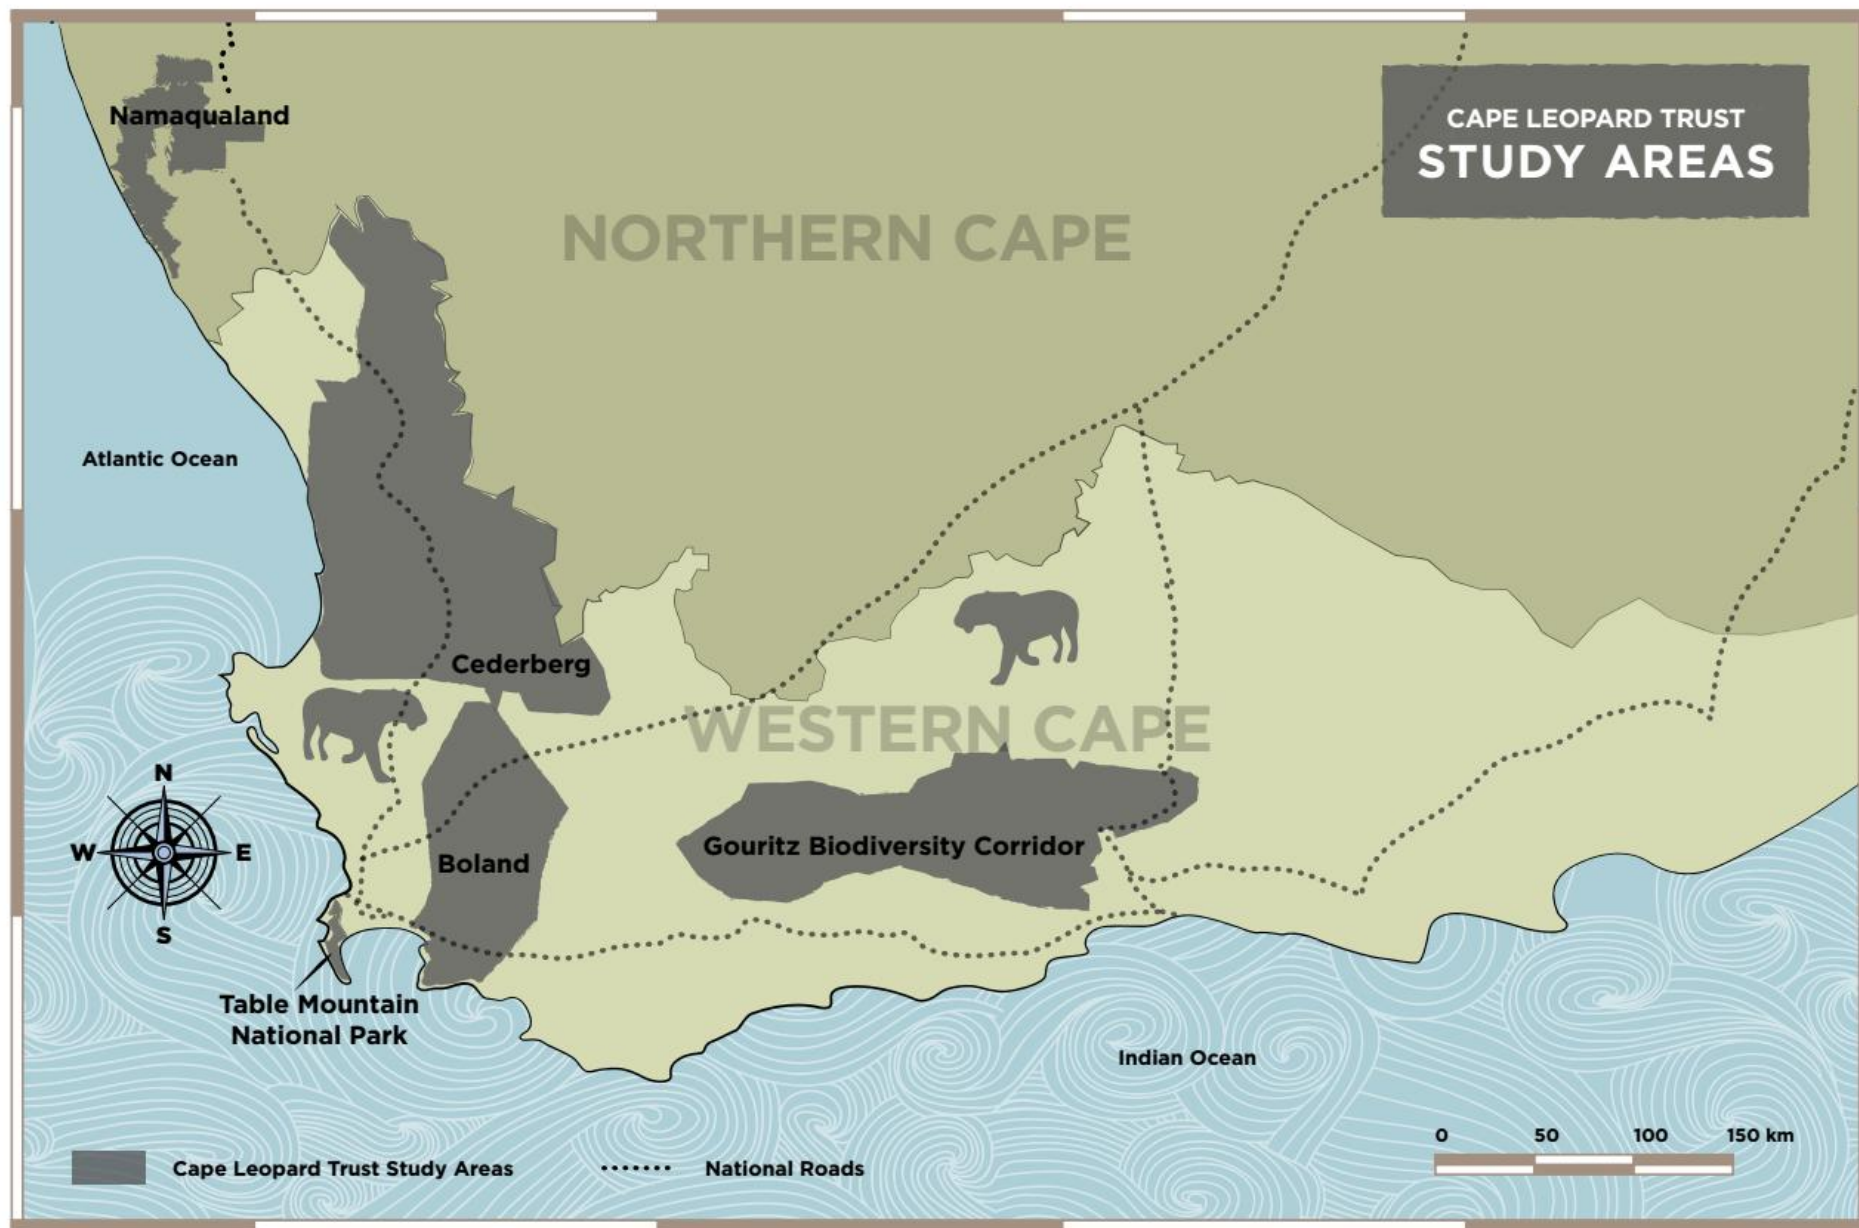 Namaqualand
CAPE LEOPARD TRUST
STUDY AREAS
NORTHERN CAPE
Atlantic Ocean
Cederberg
WESTERN CAPE
N
W
E
S
Boland
Gouritz Biodiversity Corridor
Table Mountain
National Park
Indian Ocean
0 50 100 150 km
Cape Leopard Trust Study Areas
National Roads